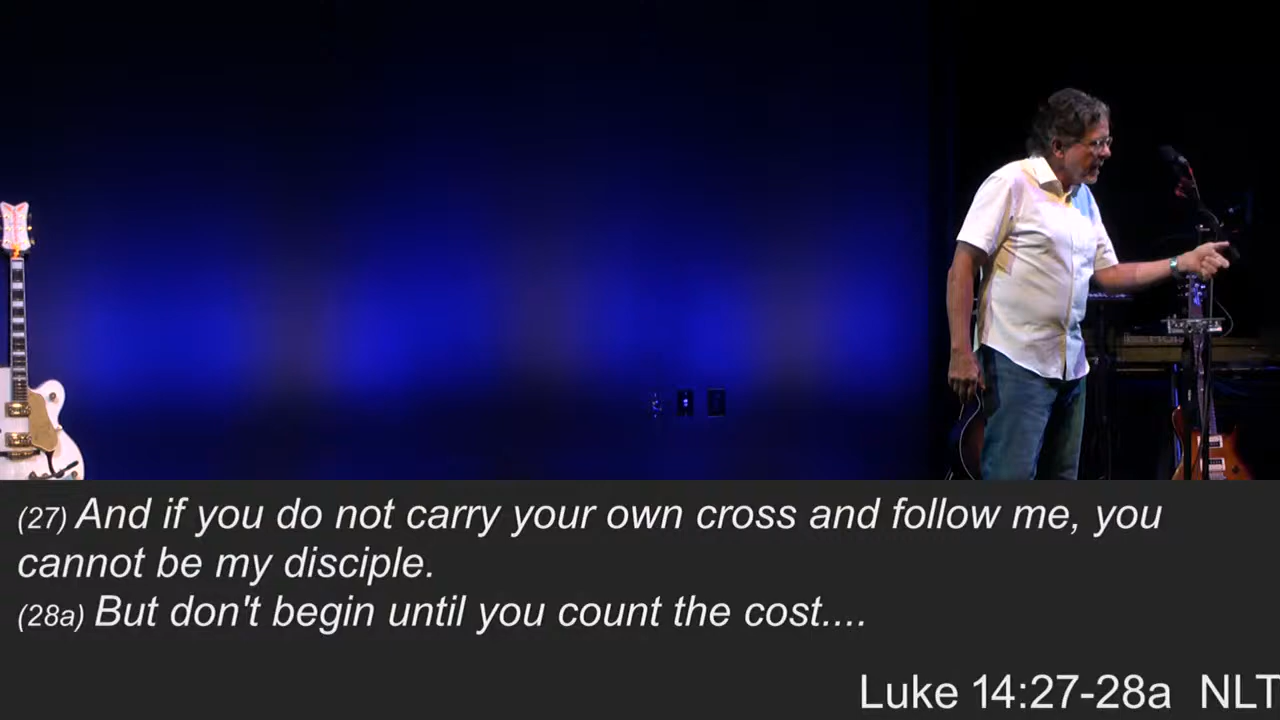 (27) And if you do not carry your own cross and follow me, you
cannot be my disciple.
(28a) But don't begin until you count the cost....
Luke 14:27-28a NLT